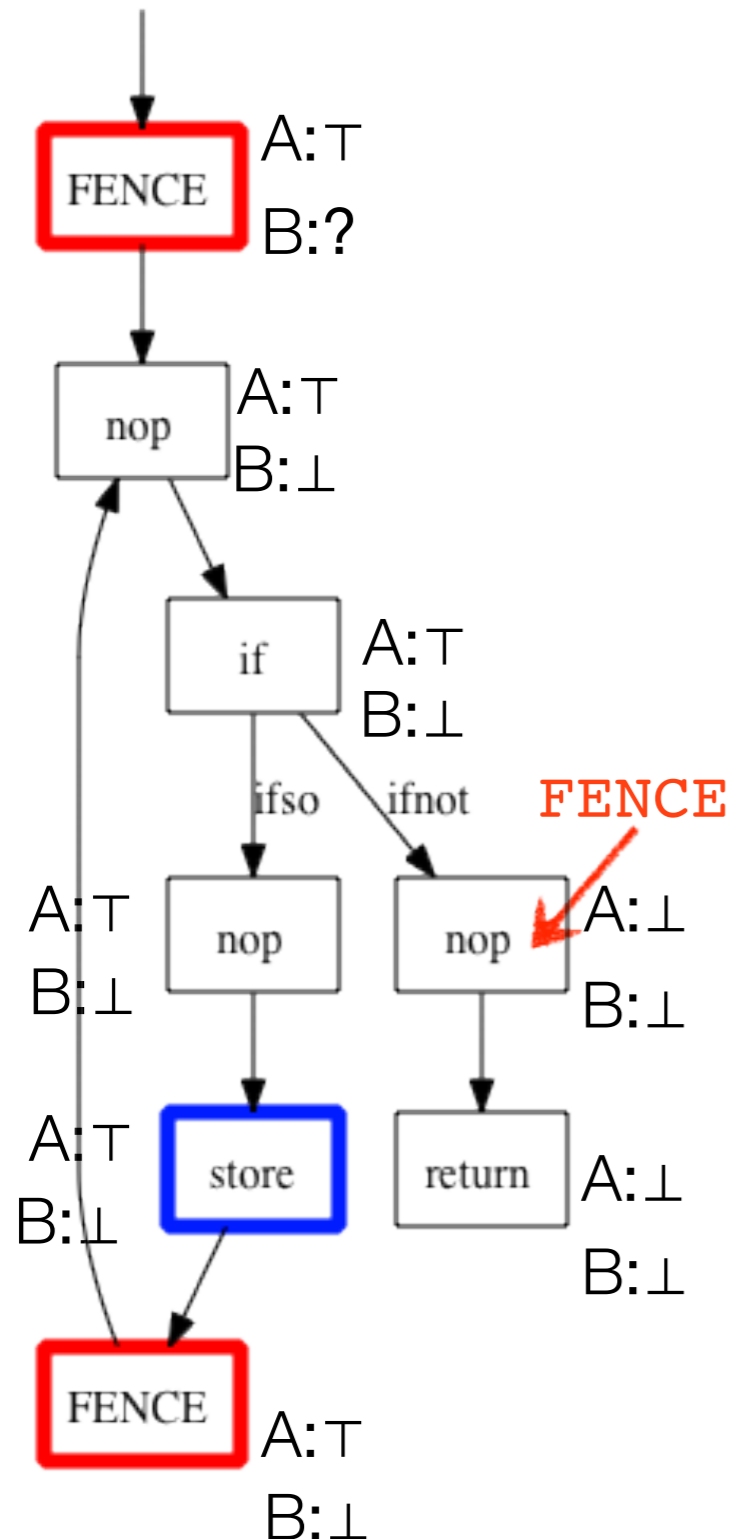 A:⊤
FENCE
B:?
A:⊤
nop
B:⊥
if
A:⊤
B:⊥
ifso
ifnot
FENCE
A:⊤
B:⊥
nop
nop
A:⊥
B:⊥
A:⊤
B:⊥
store
return
A:⊥
B:⊥
FENCE
A:⊤
B:⊥